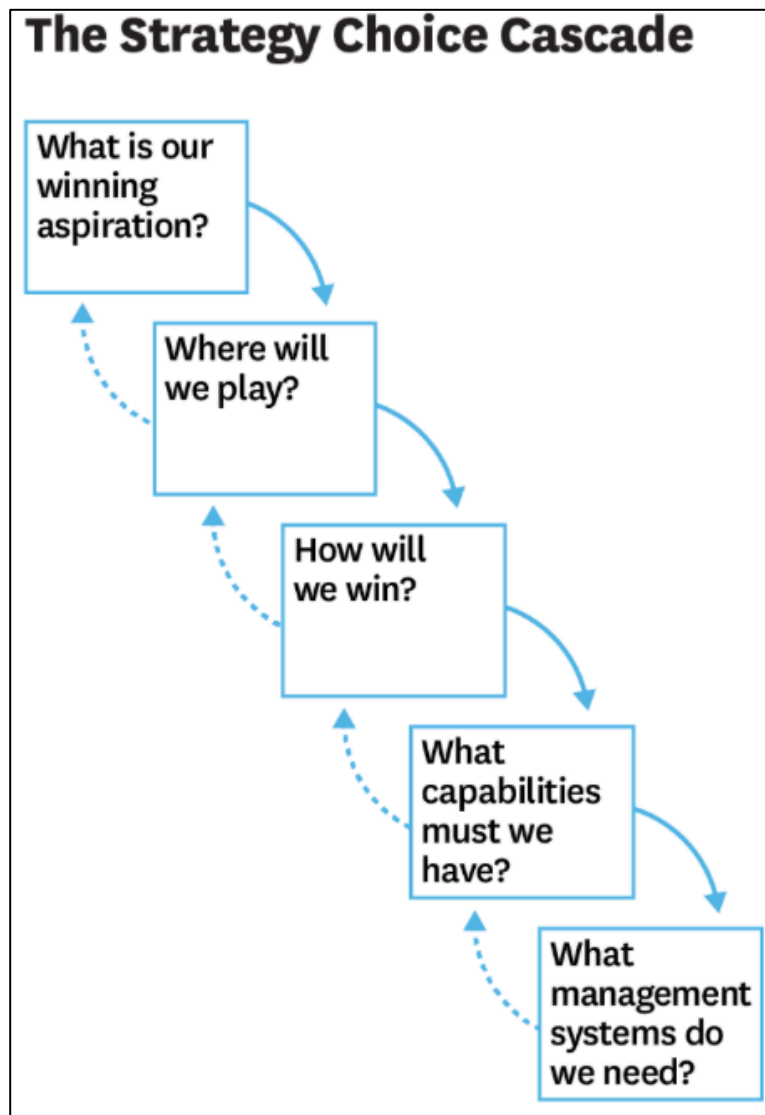 The Strategy Choice Cascade
What is our
winning
aspiration?
Where will
we play?
How will
we win?
What
capabilities
must we
have?
What
management
systems do
we need?